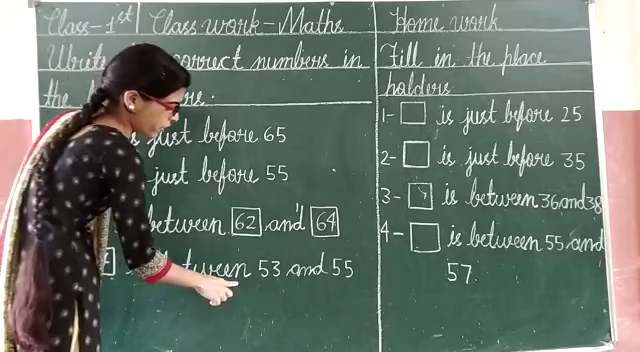 Class-1st Class work-Maths
Write correct numbers in
the
is just before 65
just before 55
between 62 and 64
between 53 and 55
Home work
Fill in the place
holders
1- is just before 25
2- is just before 35
3- is between 36 and 38
4- is between 55 and
57